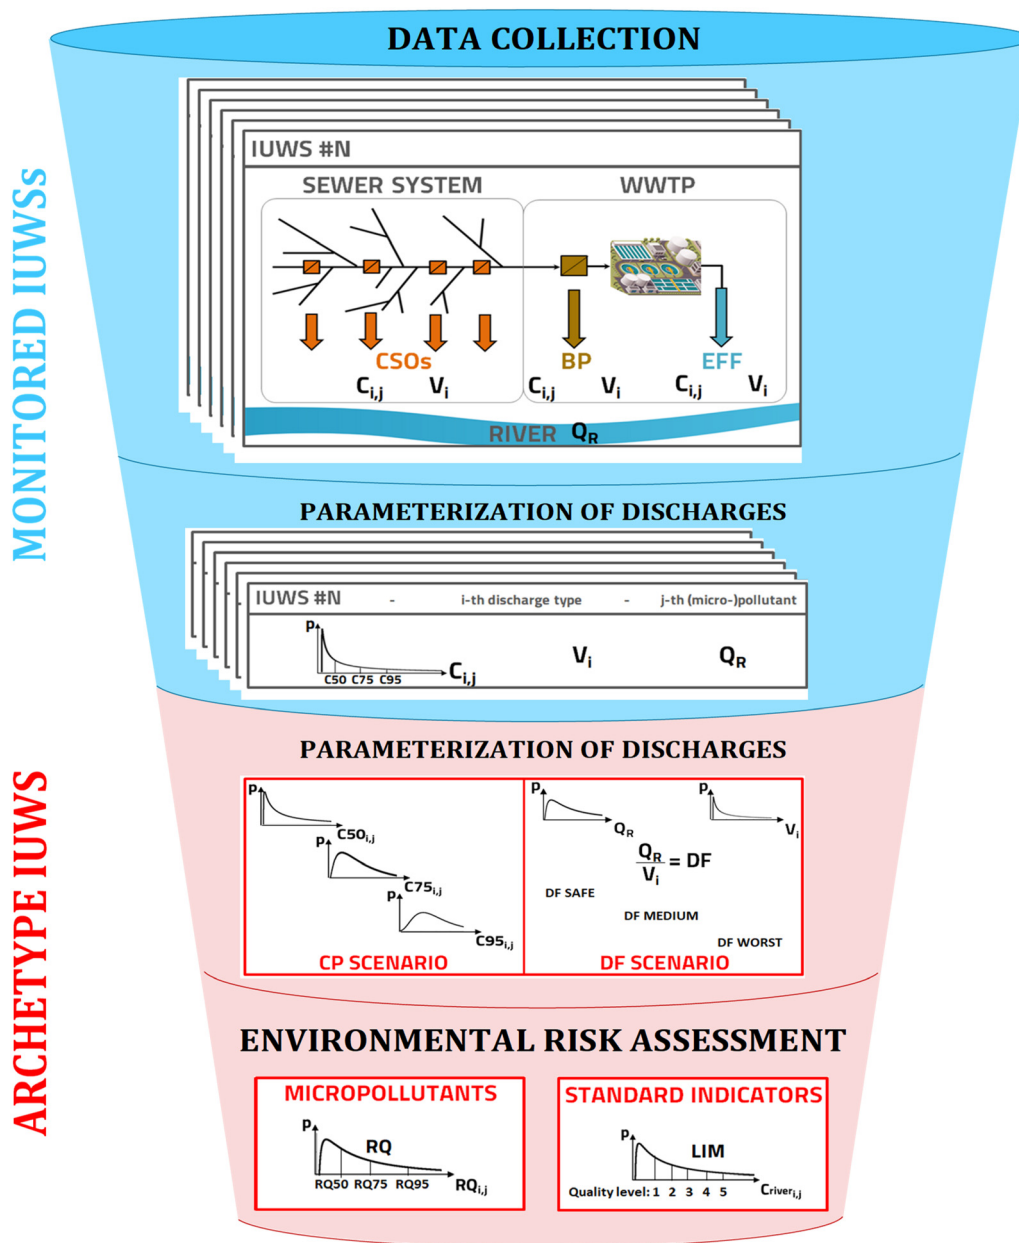 DATA COLLECTION
MONITORED IUWSs
IUWS #N
SEWER SYSTEM WWTP
CSOs BP EFF
Ci,j Vi Ci,j Vi Ci,j Vi
RIVER QR
PARAMETERIZATION OF DISCHARGES
IUWS #N - i-th discharge type - j-th (micro-)pollutant
p
C50 C75 C95 Ci,j Vi QR
ARCHETYPE IUWS
PARAMETERIZATION OF DISCHARGES
p
C50i,j
p
C75i,j
p
C95i,j
CP SCENARIO
p p
QR Vi
QR
Vi
= DF
DF SAFE
DF MEDIUM
DF WORST
DF SCENARIO
ENVIRONMENTAL RISK ASSESSMENT
MICROPOLLUTANTS
p RQ
RQ50 RQ75 RQ95 RQi,j
STANDARD INDICATORS
p LIM
Quality level: 1 2 3 4 5 Criveri,j